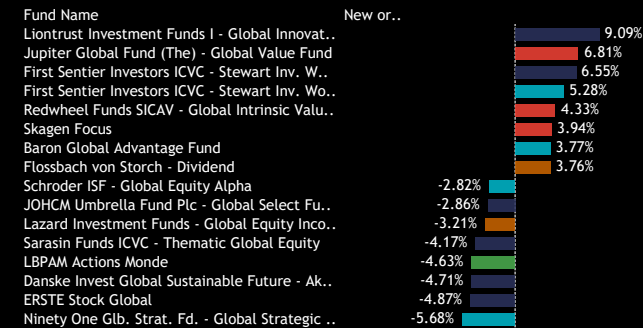 Fund Name New or..
Liontrust Investment Funds I - Global Innovat.. 9.09%
Jupiter Global Fund (The) - Global Value Fund 6.81%
First Sentier Investors ICVC - Stewart Inv. W.. 6.55%
First Sentier Investors ICVC - Stewart Inv. Wo.. 5.28%
Redwheel Funds SICAV - Global Intrinsic Valu.. 4.33%
Skagen Focus 3.94%
Baron Global Advantage Fund 3.77%
Flossbach von Storch - Dividend 3.76%
Schroder ISF - Global Equity Alpha -2.82%
JOHCM Umbrella Fund Plc - Global Select Fu.. -2.86%
Lazard Investment Funds - Global Equity Inco.. -3.21%
Sarasin Funds ICVC - Thematic Global Equity -4.17%
LBPAM Actions Monde -4.63%
Danske Invest Global Sustainable Future - Ak.. -4.71%
ERSTE Stock Global -4.87%
Ninety One Glb. Strat. Fd. - Global Strategic .. -5.68%